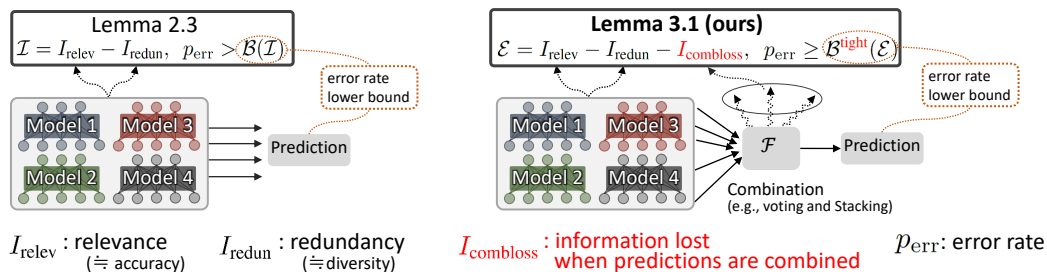 Lemma 2.3
I = I_relev − I_redun, p_err > B(I)
error rate
lower bound
Model 1
Model 3
Model 2
Model 4
Prediction
Lemma 3.1 (ours)
E = I_relev − I_redun − I_combloss, p_err ≥ B^tight(E)
error rate
lower bound
Model 1
Model 3
Model 2
Model 4
F
Prediction
Combination
(e.g., voting and Stacking)
I_relev : relevance
(≒ accuracy)
I_redun : redundancy
(≒diversity)
I_combloss : information lost
when predictions are combined
p_err: error rate